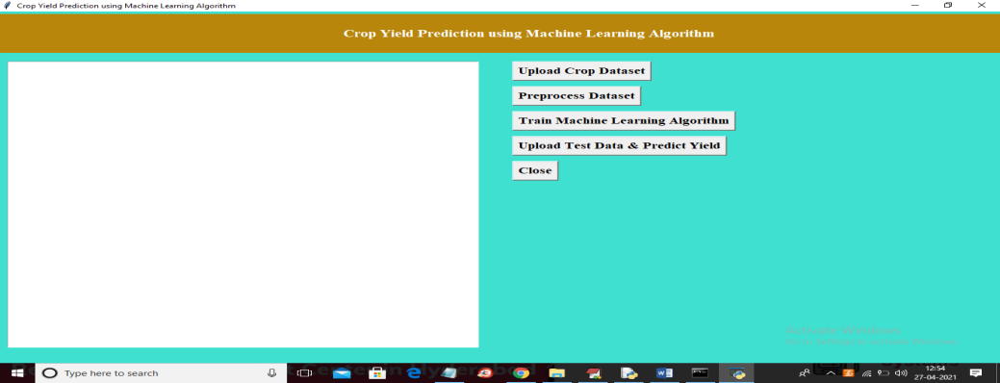 Crop Yield Prediction using Machine Learning Algorithm
Crop Yield Prediction using Machine Learning Algorithm
Upload Crop Dataset
Preprocess Dataset
Train Machine Learning Algorithm
Upload Test Data & Predict Yield
Close
Activate Windows
Type here to search
12:54
27-04-2021